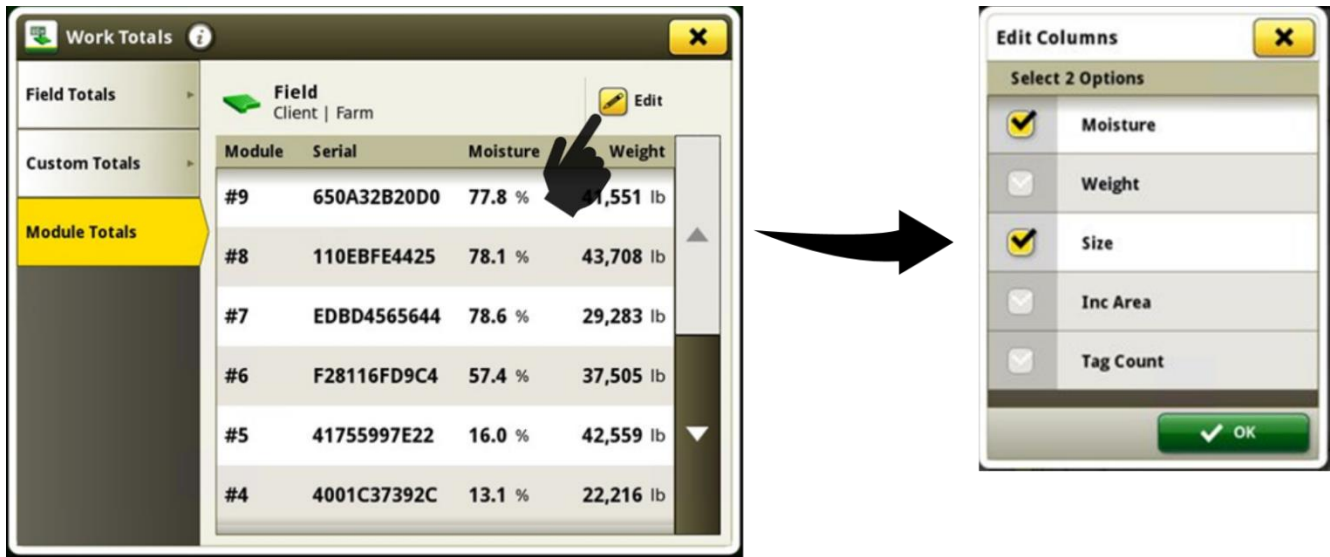 Work Totals i
Field Totals
Custom Totals
Module Totals
Field
Client | Farm
Edit
Module Serial Moisture Weight
#9 650A32B20D0 77.8 % 41,551 lb
#8 110EBFE4425 78.1 % 43,708 lb
#7 EDBD4565644 78.6 % 29,283 lb
#6 F28116FD9C4 57.4 % 37,505 lb
#5 41755997E22 16.0 % 42,559 lb
#4 4001C37392C 13.1 % 22,216 lb
Edit Columns
Select 2 Options
Moisture
Weight
Size
Inc Area
Tag Count
OK